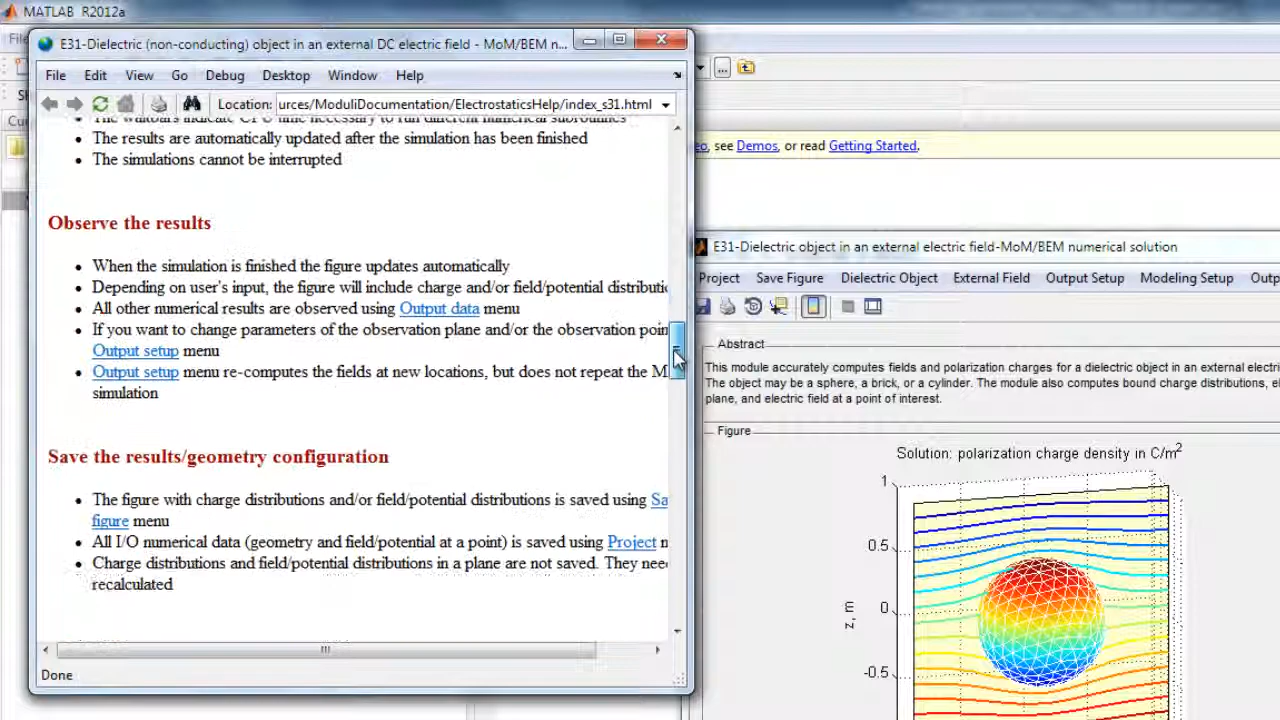 MATLAB R2012a
E31-Dielectric (non-conducting) object in an external DC electric field - MoM/BEM n...
File Edit View Go Debug Desktop Window Help
Location: urces/ModuliDocumentation/ElectrostaticsHelp/index_s31.html
The waitbars indicate CPU time necessary to run different numerical subroutines
The results are automatically updated after the simulation has been finished
The simulations cannot be interrupted
Observe the results
When the simulation is finished the figure updates automatically
Depending on user's input, the figure will include charge and/or field/potential distributio
All other numerical results are observed using Output data menu
If you want to change parameters of the observation plane and/or the observation poin
Output setup menu
Output setup menu re-computes the fields at new locations, but does not repeat the M
simulation
Save the results/geometry configuration
The figure with charge distributions and/or field/potential distributions is saved using Sa
figure menu
All I/O numerical data (geometry and field/potential at a point) is saved using Project m
Charge distributions and field/potential distributions in a plane are not saved. They nee
recalculated
Done
eo, see Demos, or read Getting Started.
E31-Dielectric object in an external electric field-MoM/BEM numerical solution
Project Save Figure Dielectric Object External Field Output Setup Modeling Setup Outp
Abstract
This module accurately computes fields and polarization charges for a dielectric object in an external electri
The object may be a sphere, a brick, or a cylinder. The module also computes bound charge distributions, el
plane, and electric field at a point of interest.
Figure
Solution: polarization charge density in C/m2
1
0.5
0
-0.5
z, m